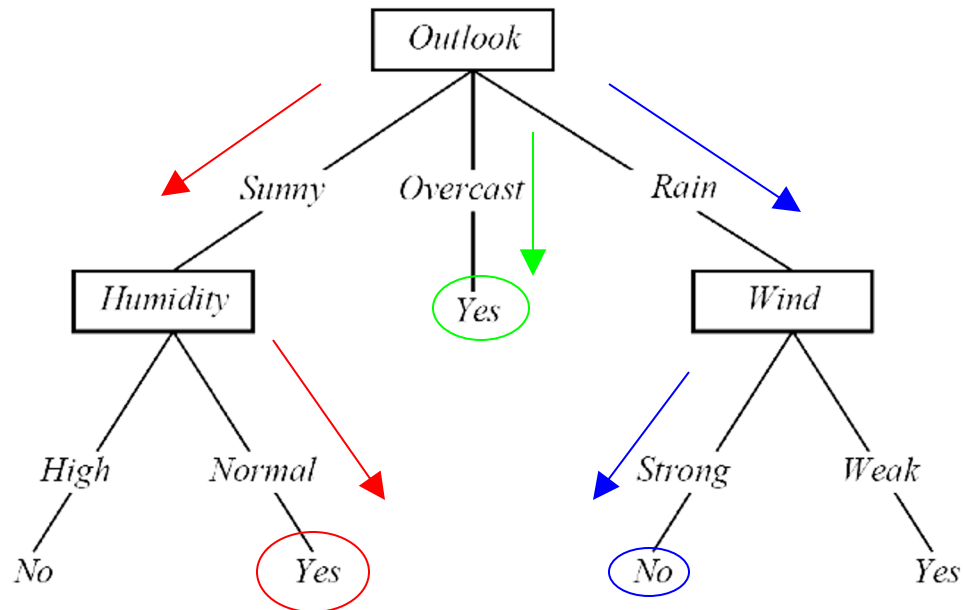 Outlook
Sunny Overcast Rain
Humidity Yes Wind
High Normal Strong Weak
No Yes No Yes